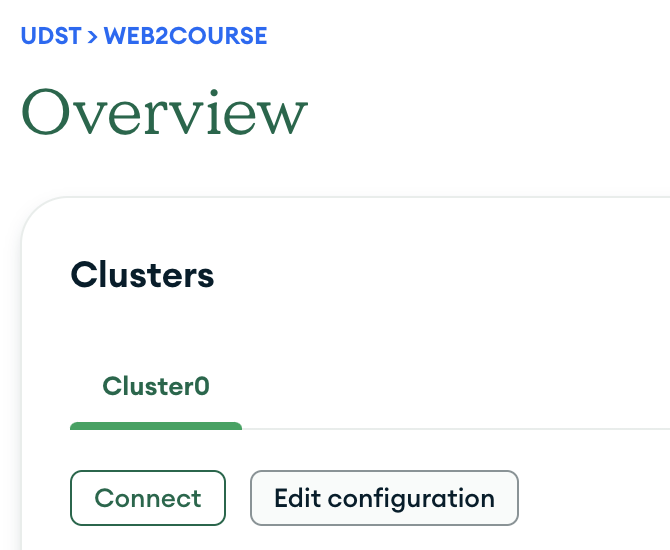 UDST > WEB2COURSE
Overview
Clusters
Cluster0
Connect Edit configuration